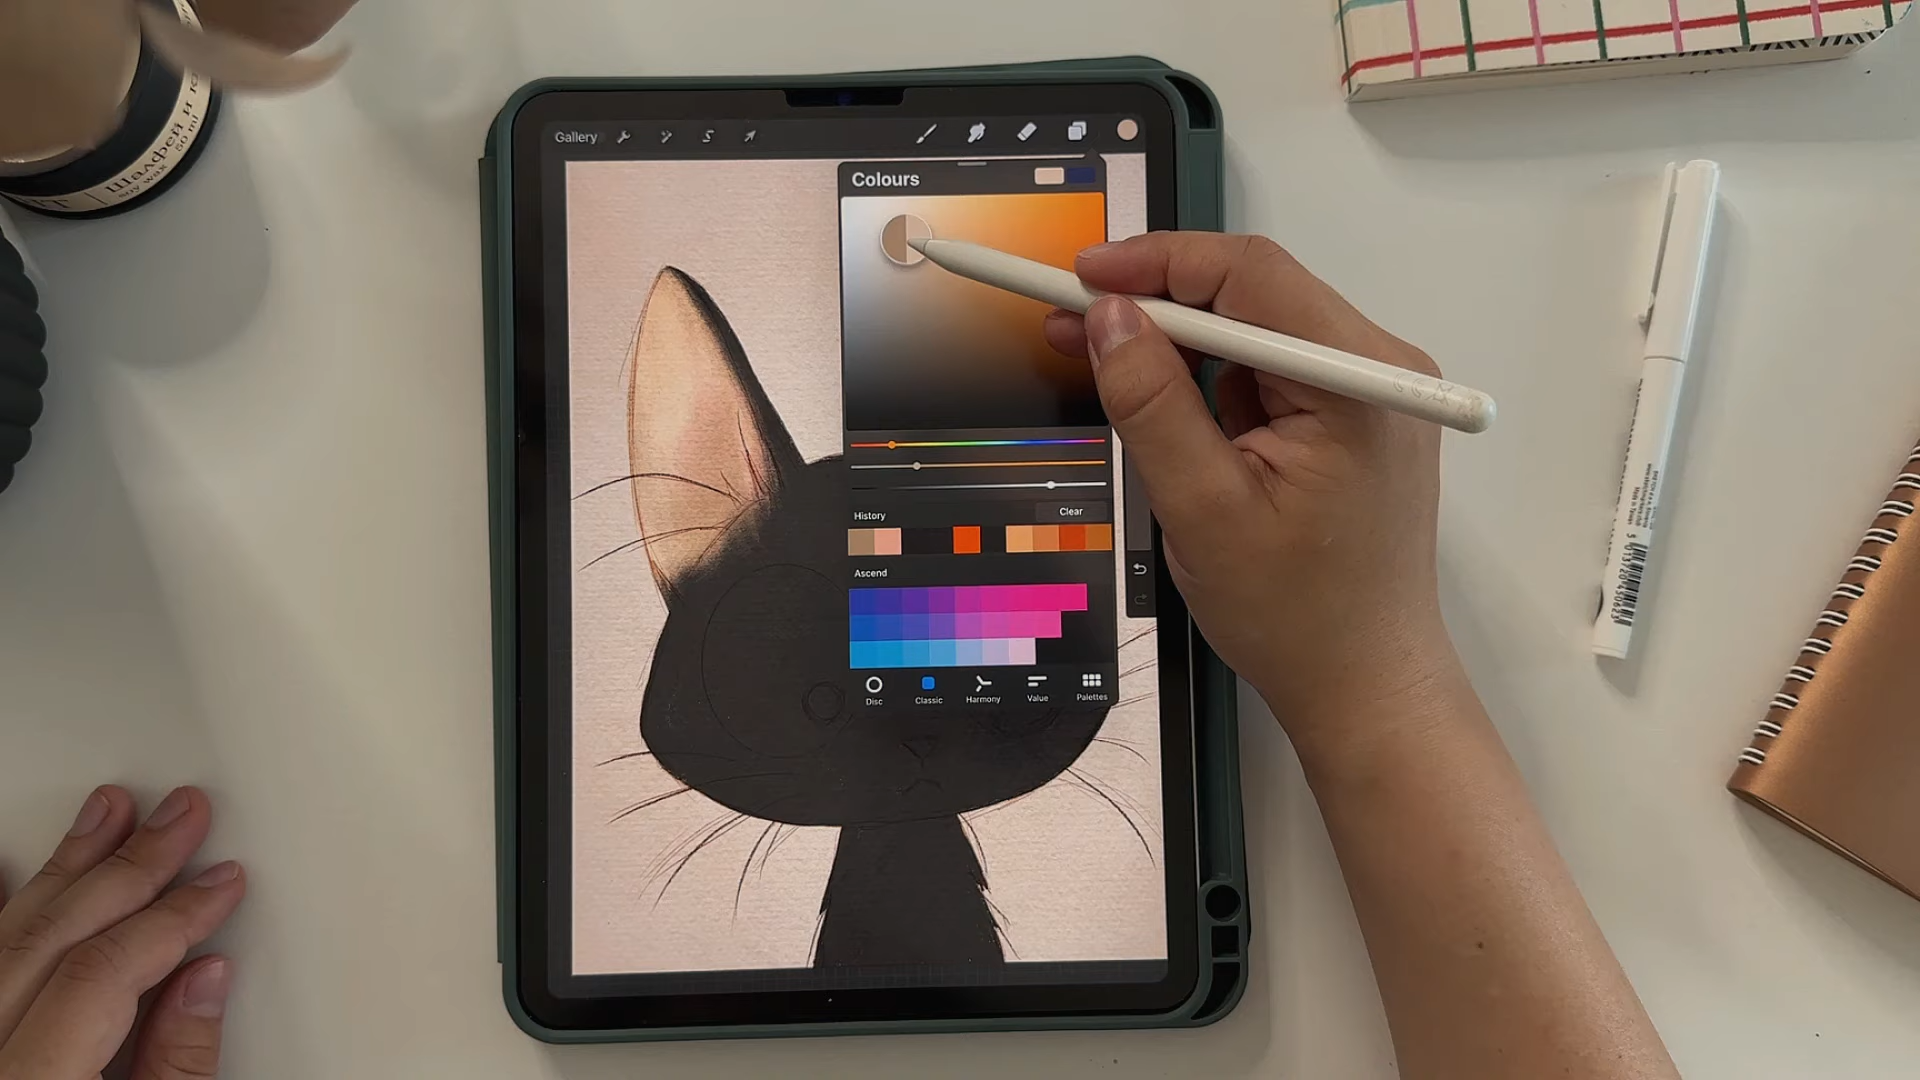 Gallery
Colours
History
Clear
Ascend
Disc
Classic
Harmony
Value
Palettes
Шалфей и
soy wax 50 ml